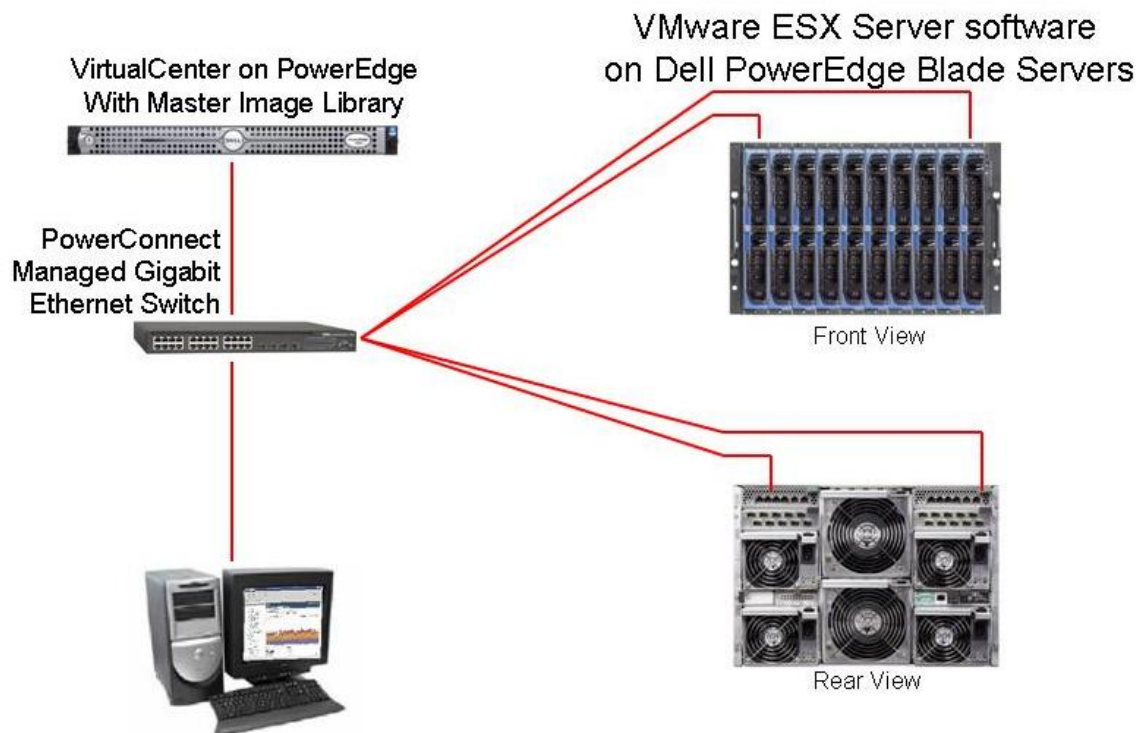 VMware ESX Server software
on Dell PowerEdge Blade Servers
VirtualCenter on PowerEdge
With Master Image Library
DELL
PowerConnect
Managed Gigabit
Ethernet Switch
Front View
Rear View